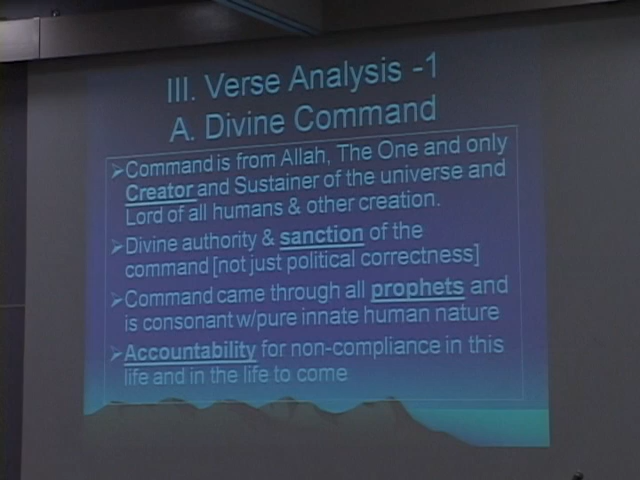 III. Verse Analysis -1
A. Divine Command
➢Command is from Allah, The One and only
Creator and Sustainer of the universe and
Lord of all humans & other creation.
➢Divine authority & sanction of the
command [not just political correctness]
➢Command came through all prophets and
is consonant w/pure innate human nature
➢Accountability for non-compliance in this
life and in the life to come